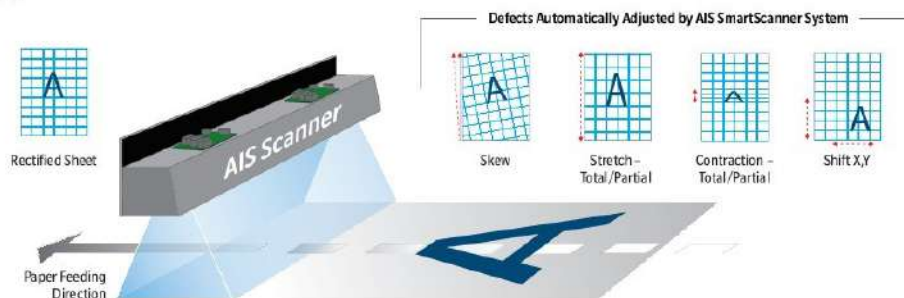 Defects Automatically Adjusted by AIS SmartScanner System
A
Rectified Sheet
AIS Scanner
A
Skew
A
Stretch –
Total/Partial
A
Contraction –
Total/Partial
A
Shift X,Y
A
Paper Feeding
Direction